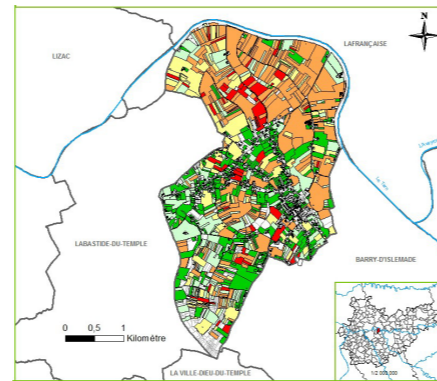 N
LIZAC
LAFRANÇAISE
Le Tarn
LABASTIDE-DU-TEMPLE
BARRY-D'ISLEMADE
0 0,5 1
Kilomètre
LA VILLE-DIEU-DU-TEMPLE